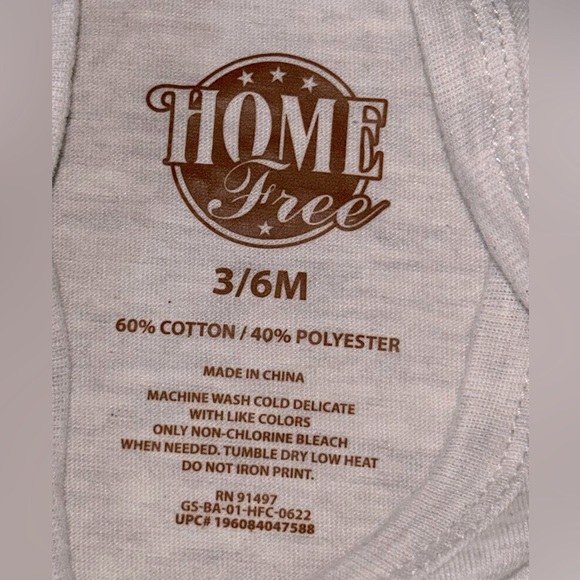 HOME
Free
3/6M
60% COTTON / 40% POLYESTER
MADE IN CHINA
MACHINE WASH COLD DELICATE
WITH LIKE COLORS
ONLY NON-CHLORINE BLEACH
WHEN NEEDED. TUMBLE DRY LOW HEAT
DO NOT IRON PRINT.
RN 91497
GS-BA-01-HFC-0622
UPC# 196084047588